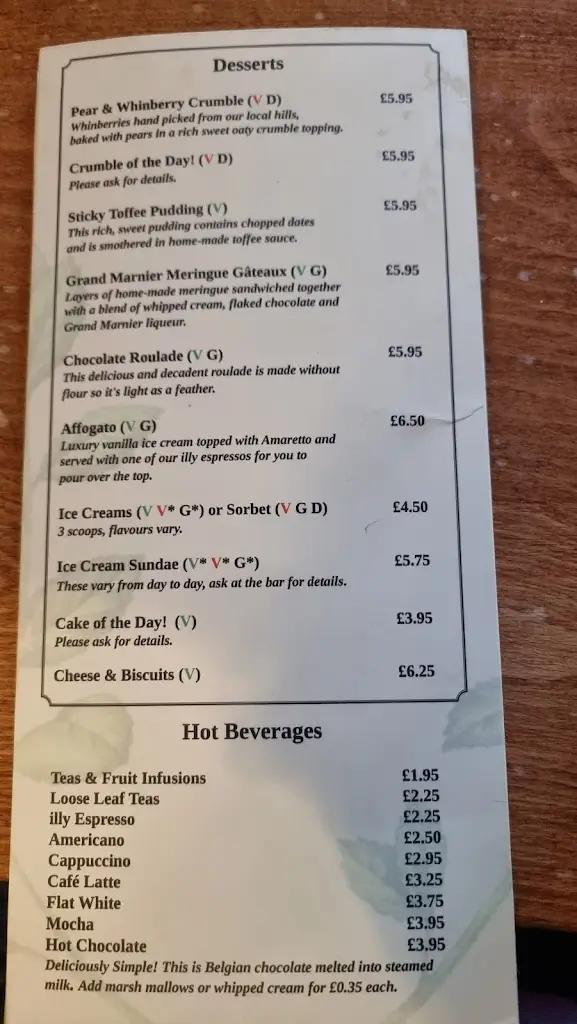 Desserts
Pear & Whinberry Crumble (V D) £5.95
Whinberries hand picked from our local hills,
baked with pears in a rich sweet oaty crumble topping.
Crumble of the Day! (V D) £5.95
Please ask for details.
Sticky Toffee Pudding (V) £5.95
This rich, sweet pudding contains chopped dates
and is smothered in home-made toffee sauce.
Grand Marnier Meringue Gâteaux (V G) £5.95
Layers of home-made meringue sandwiched together
with a blend of whipped cream, flaked chocolate and
Grand Marnier liqueur.
Chocolate Roulade (V G) £5.95
This delicious and decadent roulade is made without
flour so it's light as a feather.
Affogato (V G) £6.50
Luxury vanilla ice cream topped with Amaretto and
served with one of our illy espressos for you to
pour over the top.
Ice Creams (V V* G*) or Sorbet (V G D) £4.50
3 scoops, flavours vary.
Ice Cream Sundae (V* V* G*) £5.75
These vary from day to day, ask at the bar for details.
Cake of the Day! (V) £3.95
Please ask for details.
Cheese & Biscuits (V) £6.25
Hot Beverages
Teas & Fruit Infusions £1.95
Loose Leaf Teas £2.25
illy Espresso £2.25
Americano £2.50
Cappuccino £2.95
Café Latte £3.25
Flat White £3.75
Mocha £3.95
Hot Chocolate £3.95
Deliciously Simple! This is Belgian chocolate melted into steamed
milk. Add marsh mallows or whipped cream for £0.35 each.